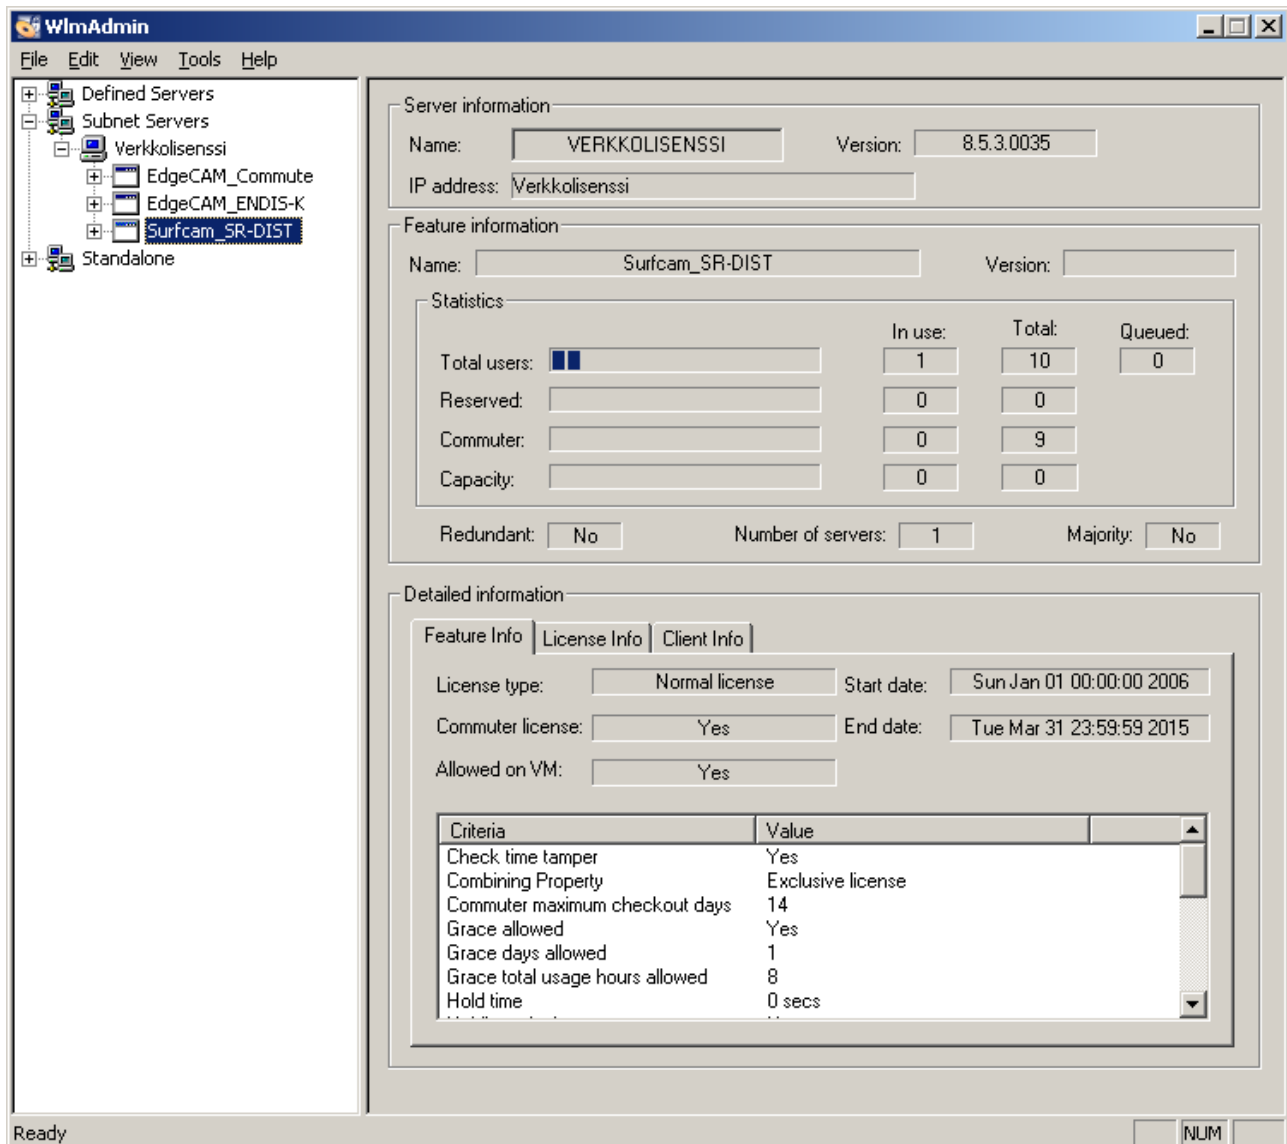 WlmAdmin
File Edit View Tools Help
Defined Servers
Subnet Servers
Verkkolisenssi
EdgeCAM_Commute
EdgeCAM_ENDIS-K
Surfcam_SR-DIST
Standalone
Server information
Name: VERKKOLISENSSI Version: 8.5.3.0035
IP address: Verkkolisenssi
Feature information
Name: Surfcam_SR-DIST Version:
Statistics
In use: Total: Queued:
Total users: 1 10 0
Reserved: 0 0
Commuter: 0 9
Capacity: 0 0
Redundant: No Number of servers: 1 Majority: No
Detailed information
Feature Info License Info Client Info
License type: Normal license Start date: Sun Jan 01 00:00:00 2006
Commuter license: Yes End date: Tue Mar 31 23:59:59 2015
Allowed on VM: Yes
Criteria Value
Check time tamper Yes
Combining Property Exclusive license
Commuter maximum checkout days 14
Grace allowed Yes
Grace days allowed 1
Grace total usage hours allowed 8
Hold time 0 secs
Ready NUM